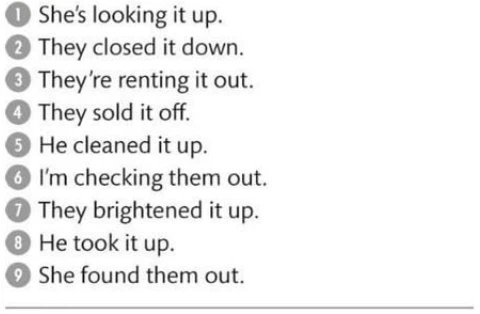 1 She's looking it up.
2 They closed it down.
3 They're renting it out.
4 They sold it off.
5 He cleaned it up.
6 I'm checking them out.
7 They brightened it up.
8 He took it up.
9 She found them out.